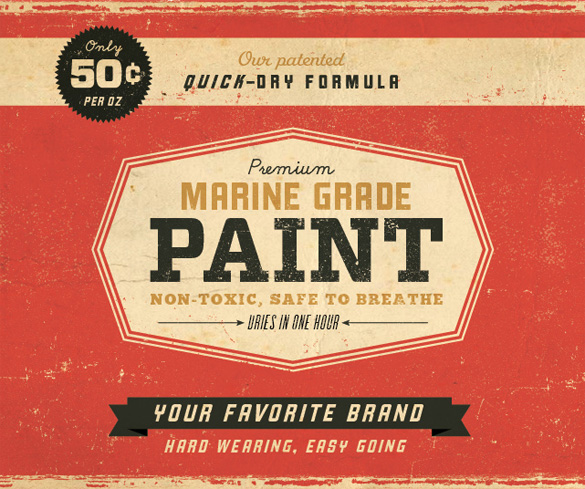 Only
50¢
PER OZ
Our patented
QUICK-DRY FORMULA
Premium
MARINE GRADE
PAINT
NON-TOXIC, SAFE TO BREATHE
DRIES IN ONE HOUR
YOUR FAVORITE BRAND
HARD WEARING, EASY GOING